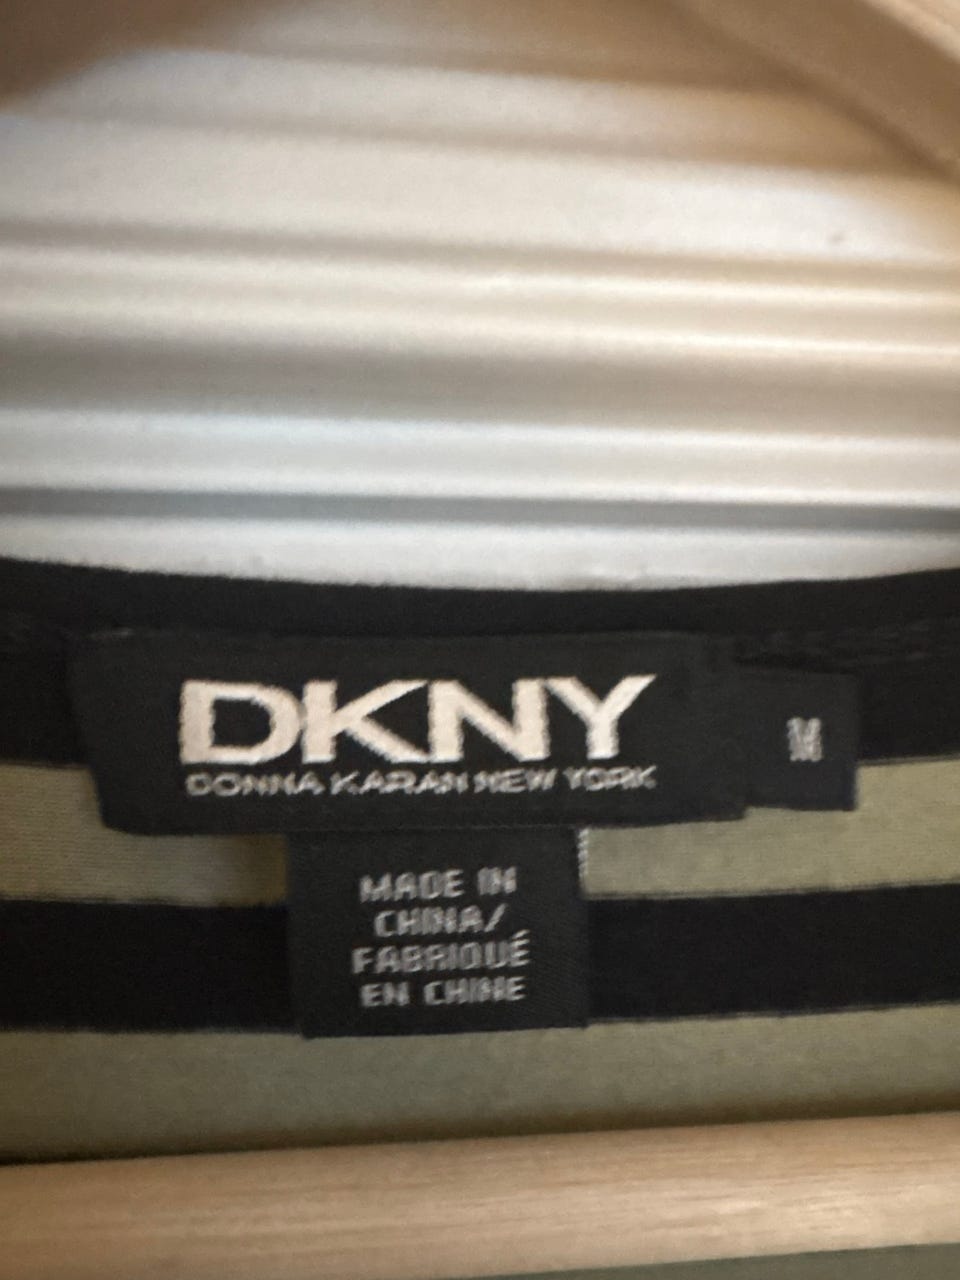 DKNY
DONNA KARAN NEW YORK
M
MADE IN
CHINA/
FABRIQUÉ
EN CHINE